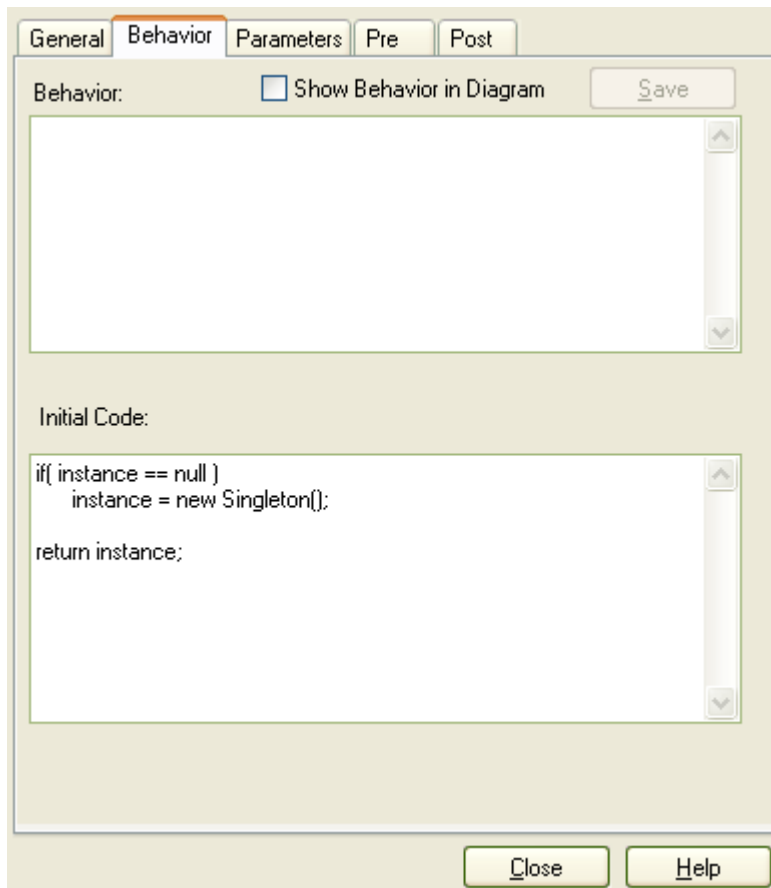 General Behavior Parameters Pre Post
Behavior: Show Behavior in Diagram Save
Initial Code:
if( instance == null )
instance = new Singleton();
return instance;
Close Help